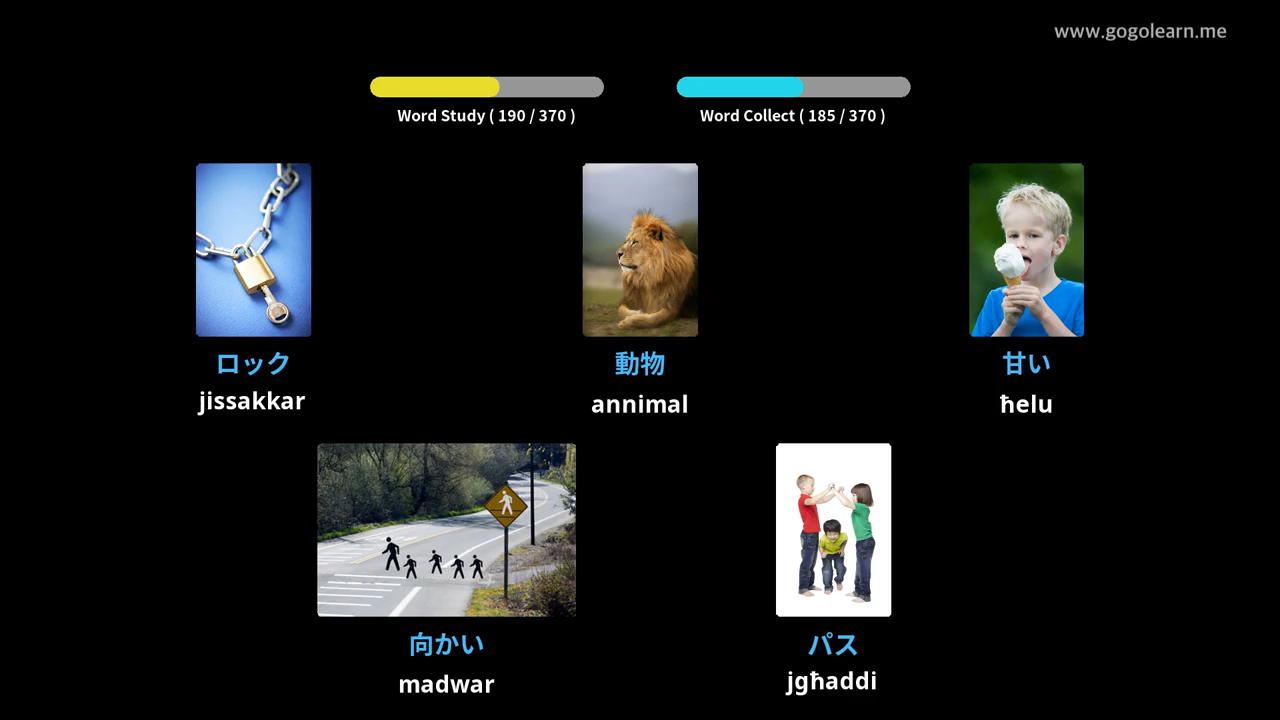 www.gogolearn.me
Word Study ( 190 / 370 )
Word Collect ( 185 / 370 )
ロック
jissakkar
動物
annimal
甘い
ħelu
向かい
madwar
パス
jgħaddi